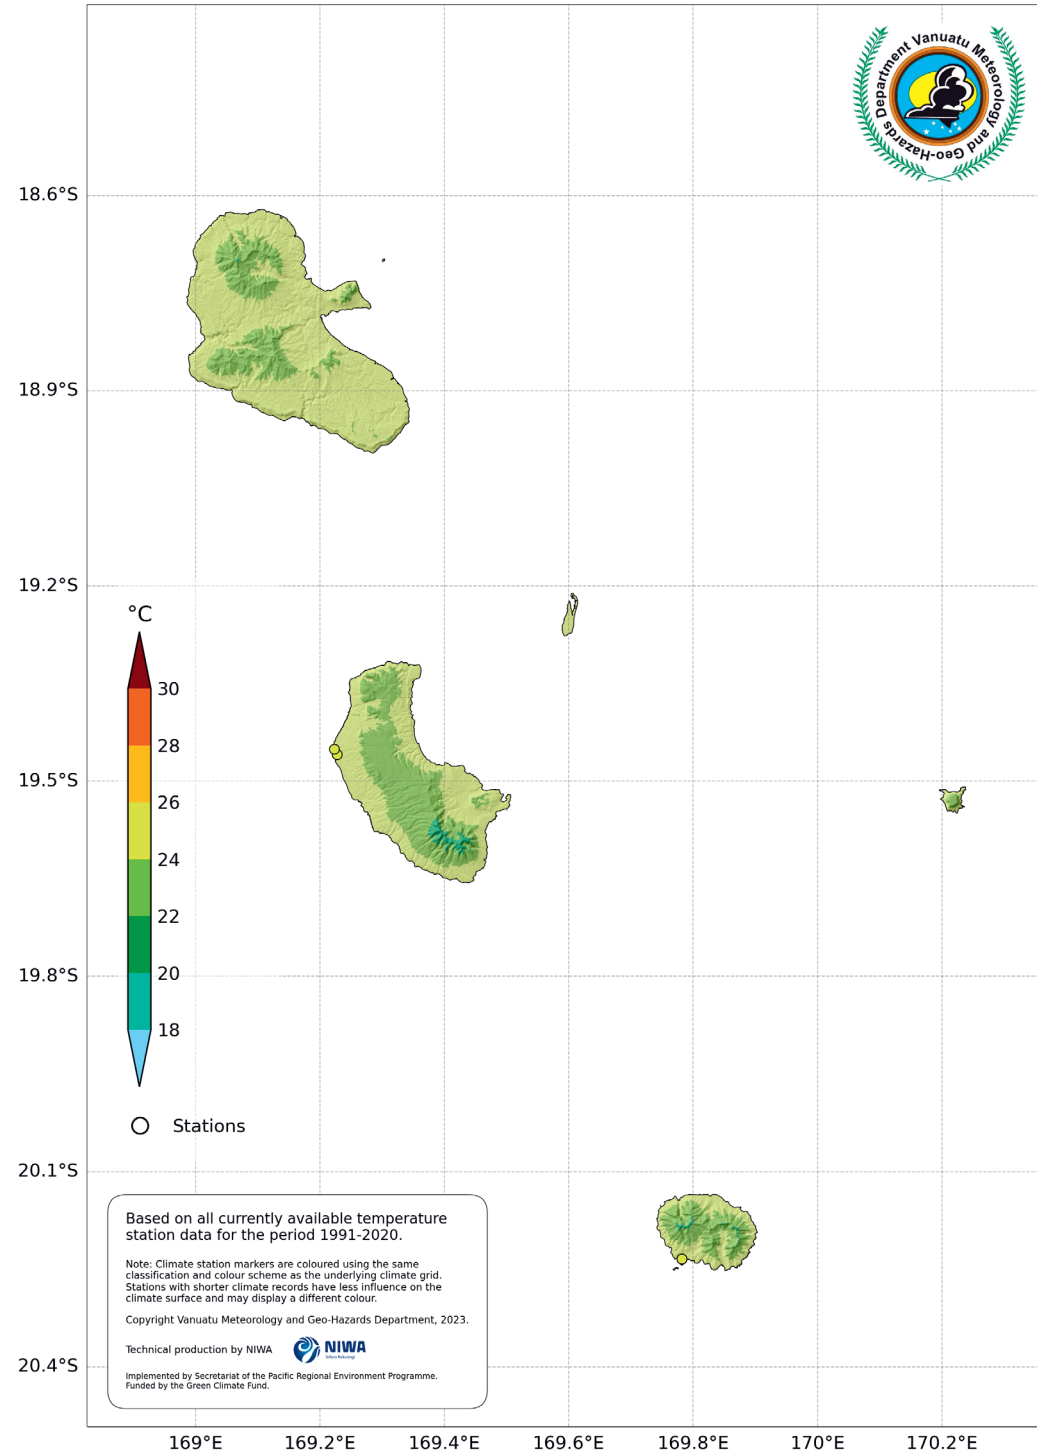 Vanuatu Meteorology and Geo-Hazards Department
18.6°S
18.9°S
19.2°S
°C
30
28
26
19.5°S
24
22
20
19.8°S
18
Stations
20.1°S
Based on all currently available temperature
station data for the period 1991-2020.
Note: Climate station markers are coloured using the same
classification and colour scheme as the underlying climate grid.
Stations with shorter climate records have less influence on the
climate surface and may display a different colour.
Copyright Vanuatu Meteorology and Geo-Hazards Department, 2023.
Technical production by NIWA
NIWA
Implemented by Secretariat of the Pacific Regional Environment Programme.
Funded by the Green Climate Fund.
20.4°S
169°E 169.2°E 169.4°E 169.6°E 169.8°E 170°E 170.2°E